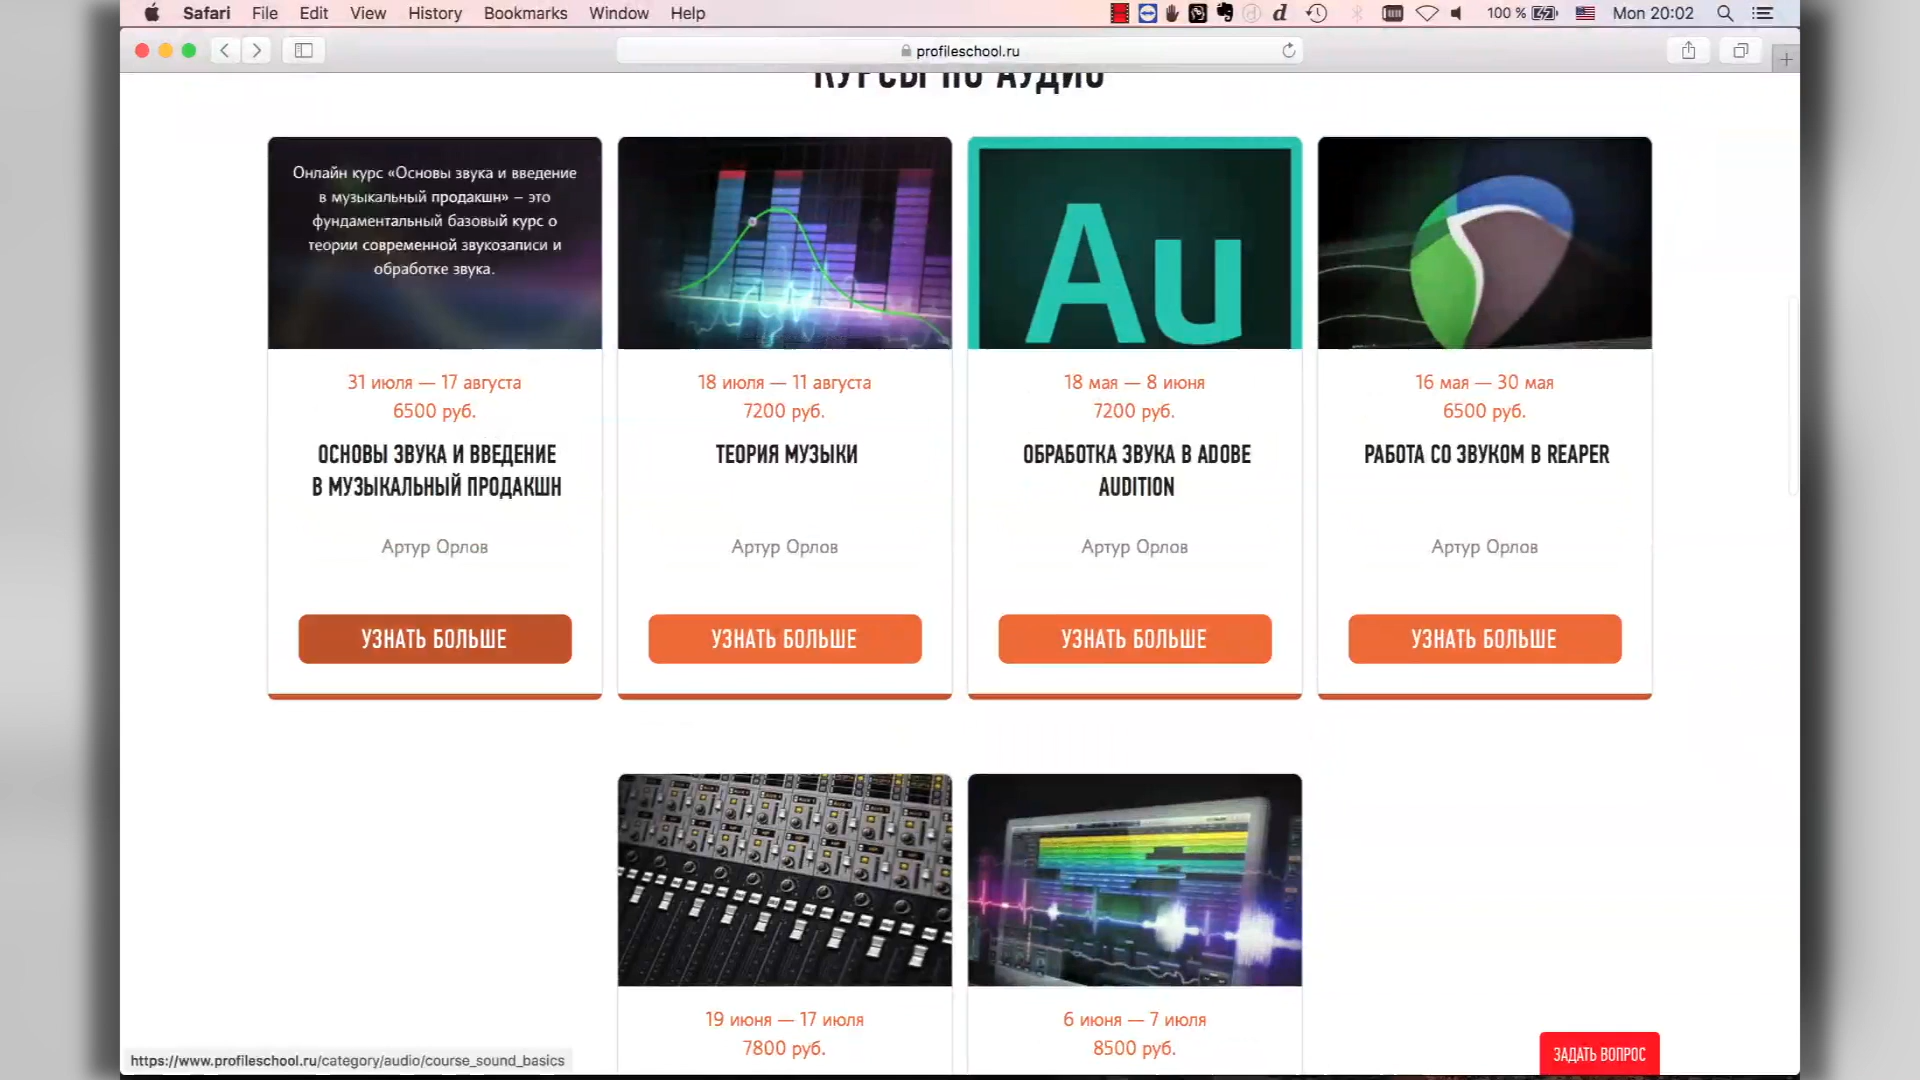 Safari File Edit View History Bookmarks Window Help 100 % Mon 20:02
profileschool.ru
КУРСЫ ПО АУДИО
Онлайн курс «Основы звука и введение
в музыкальный продакшн» – это
фундаментальный базовый курс о
теории современной звукозаписи и
обработке звука.
31 июля — 17 августа
6500 руб.
ОСНОВЫ ЗВУКА И ВВЕДЕНИЕ
В МУЗЫКАЛЬНЫЙ ПРОДАКШН
Артур Орлов
УЗНАТЬ БОЛЬШЕ
18 июля — 11 августа
7200 руб.
ТЕОРИЯ МУЗЫКИ
Артур Орлов
УЗНАТЬ БОЛЬШЕ
Au
18 мая — 8 июня
7200 руб.
ОБРАБОТКА ЗВУКА В ADOBE
AUDITION
Артур Орлов
УЗНАТЬ БОЛЬШЕ
16 мая — 30 мая
6500 руб.
РАБОТА СО ЗВУКОМ В REAPER
Артур Орлов
УЗНАТЬ БОЛЬШЕ
19 июня — 17 июля
7800 руб.
6 июня — 7 июля
8500 руб.
ЗАДАТЬ ВОПРОС
https://www.profileschool.ru/category/audio/course_sound_basics